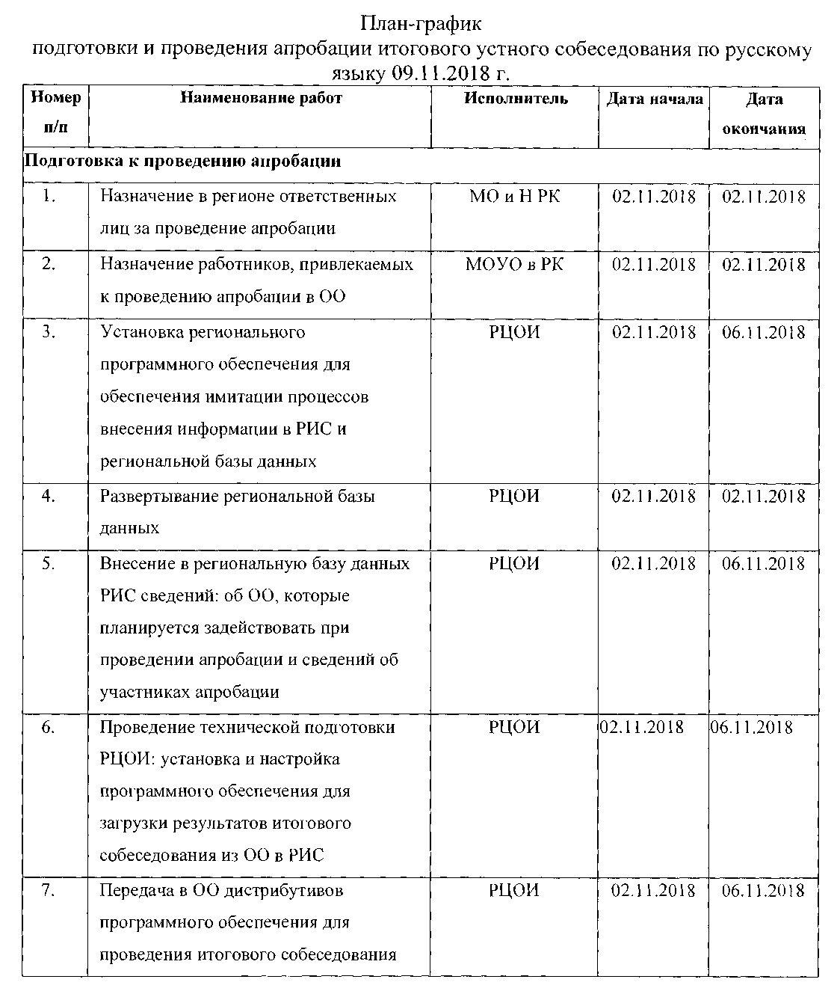 План-график
подготовки и проведения апробации итогового устного собеседования по русскому
языку 09.11.2018 г.
Номер п/п Наименование работ Исполнитель Дата начала Дата окончания
Подготовка к проведению апробации
1. Назначение в регионе ответственных МО и Н РК 02.11.2018 02.11.2018
лиц за проведение апробации
2. Назначение работников, привлекаемых МОУО в РК 02.11.2018 02.11.2018
к проведению апробации в ОО
3. Установка регионального РЦОИ 02.11.2018 06.11.2018
программного обеспечения для
обеспечения имитации процессов
внесения информации в РИС и
региональной базы данных
4. Развертывание региональной базы РЦОИ 02.11.2018 02.11.2018
данных
5. Внесение в региональную базу данных РЦОИ 02.11.2018 06.11.2018
РИС сведений: об ОО, которые
планируется задействовать при
проведении апробации и сведений об
участниках апробации
6. Проведение технической подготовки РЦОИ 02.11.2018 06.11.2018
РЦОИ: установка и настройка
программного обеспечения для
загрузки результатов итогового
собеседования из ОО в РИС
7. Передача в ОО дистрибутивов РЦОИ 02.11.2018 06.11.2018
программного обеспечения для
проведения итогового собеседования